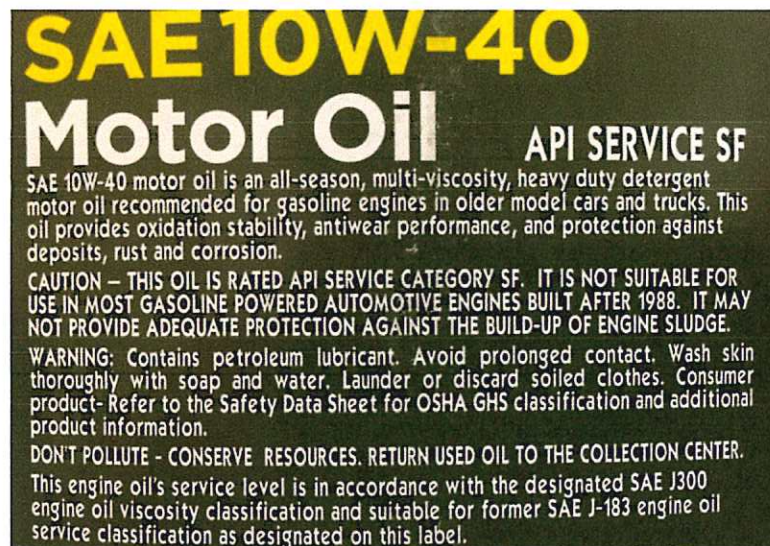 SAE 10W-40
Motor Oil API SERVICE SF
SAE 10W-40 motor oil is an all-season, multi-viscosity, heavy duty detergent
motor oil recommended for gasoline engines in older model cars and trucks. This
oil provides oxidation stability, antiwear performance, and protection against
deposits, rust and corrosion.
CAUTION – THIS OIL IS RATED API SERVICE CATEGORY SF. IT IS NOT SUITABLE FOR
USE IN MOST GASOLINE POWERED AUTOMOTIVE ENGINES BUILT AFTER 1988. IT MAY
NOT PROVIDE ADEQUATE PROTECTION AGAINST THE BUILD-UP OF ENGINE SLUDGE.
WARNING: Contains petroleum lubricant. Avoid prolonged contact. Wash skin
thoroughly with soap and water. Launder or discard soiled clothes. Consumer
product- Refer to the Safety Data Sheet for OSHA GHS classification and additional
product information.
DON'T POLLUTE - CONSERVE RESOURCES. RETURN USED OIL TO THE COLLECTION CENTER.
This engine oil's service level is in accordance with the designated SAE J300
engine oil viscosity classification and suitable for former SAE J-183 engine oil
service classification as designated on this label.